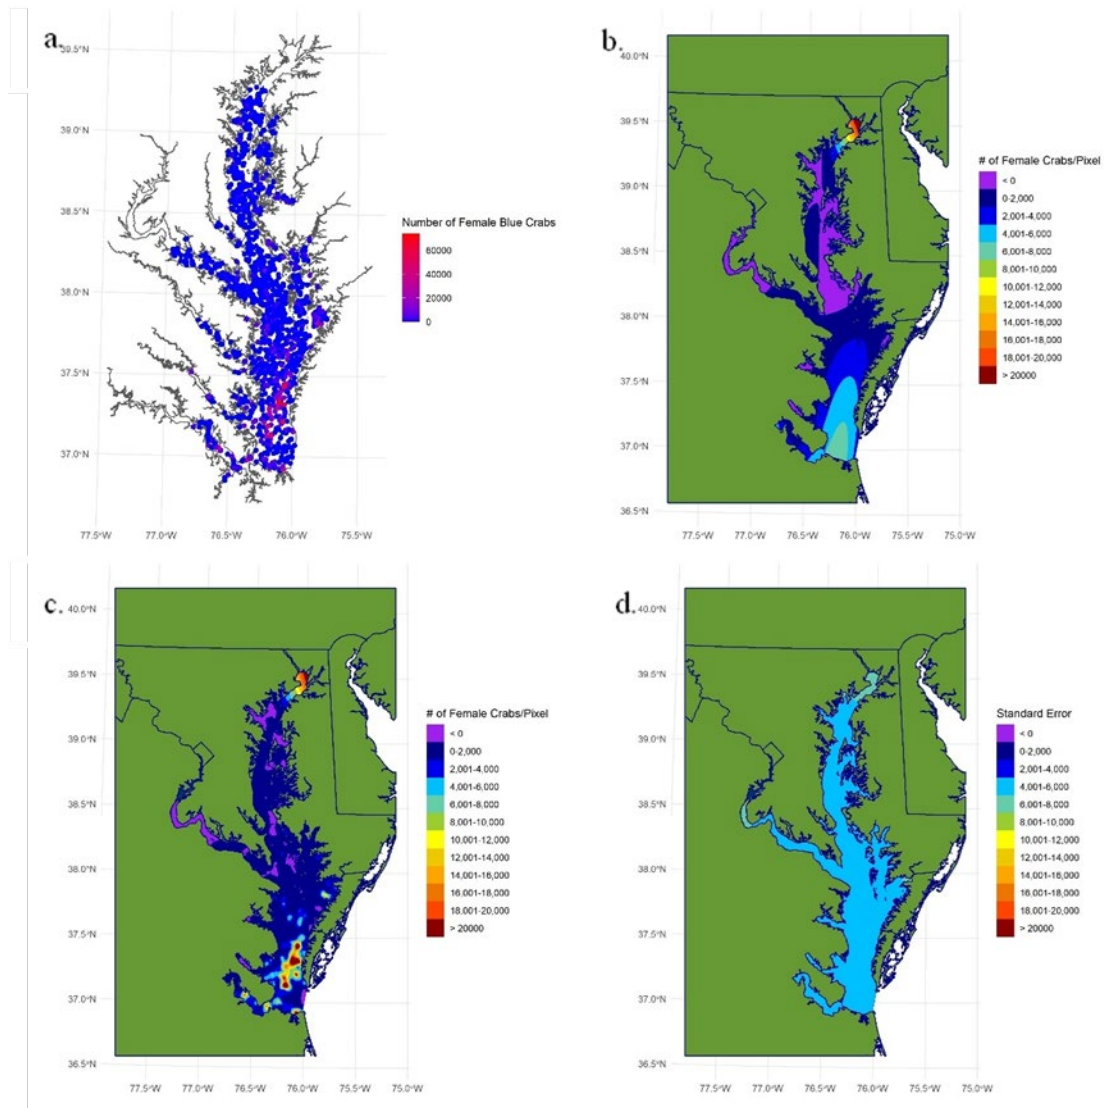 a.
39.5°N
39.0°N
38.5°N
38.0°N
37.5°N
37.0°N
77.5°W 77.0°W 76.5°W 76.0°W 75.5°W
Number of Female Blue Crabs
60000
40000
20000
0
b.
40.0°N
39.5°N
39.0°N
38.5°N
38.0°N
37.5°N
37.0°N
36.5°N
77.5°W 77.0°W 76.5°W 76.0°W 75.5°W 75.0°W
# of Female Crabs/Pixel
< 0
0-2,000
2,001-4,000
4,001-6,000
6,001-8,000
8,001-10,000
10.001-12,000
12,001-14,000
14,001-16,000
16,001-18,000
18.001-20,000
> 20000
c.
40.0°N
39.5°N
39.0°N
38.5°N
38.0°N
37.5°N
37.0°N
36.5°N
77.5°W 77.0°W 76.5°W 76.0°W 75.5°W 75.0°W
# of Female Crabs/Pixel
< 0
0-2,000
2,001-4,000
4,001-6,000
6,001-8,000
8,001-10,000
10.001-12,000
12,001-14,000
14,001-16,000
16,001-18,000
18.001-20,000
> 20000
d.
40.0°N
39.5°N
39.0°N
38.5°N
38.0°N
37.5°N
37.0°N
36.5°N
77.5°W 77.0°W 76.5°W 76.0°W 75.5°W 75.0°W
Standard Error
< 0
0-2,000
2,001-4,000
4,001-6,000
6,001-8,000
8,001-10,000
10.001-12,000
12,001-14,000
14,001-16,000
16,001-18,000
18.001-20,000
> 20000